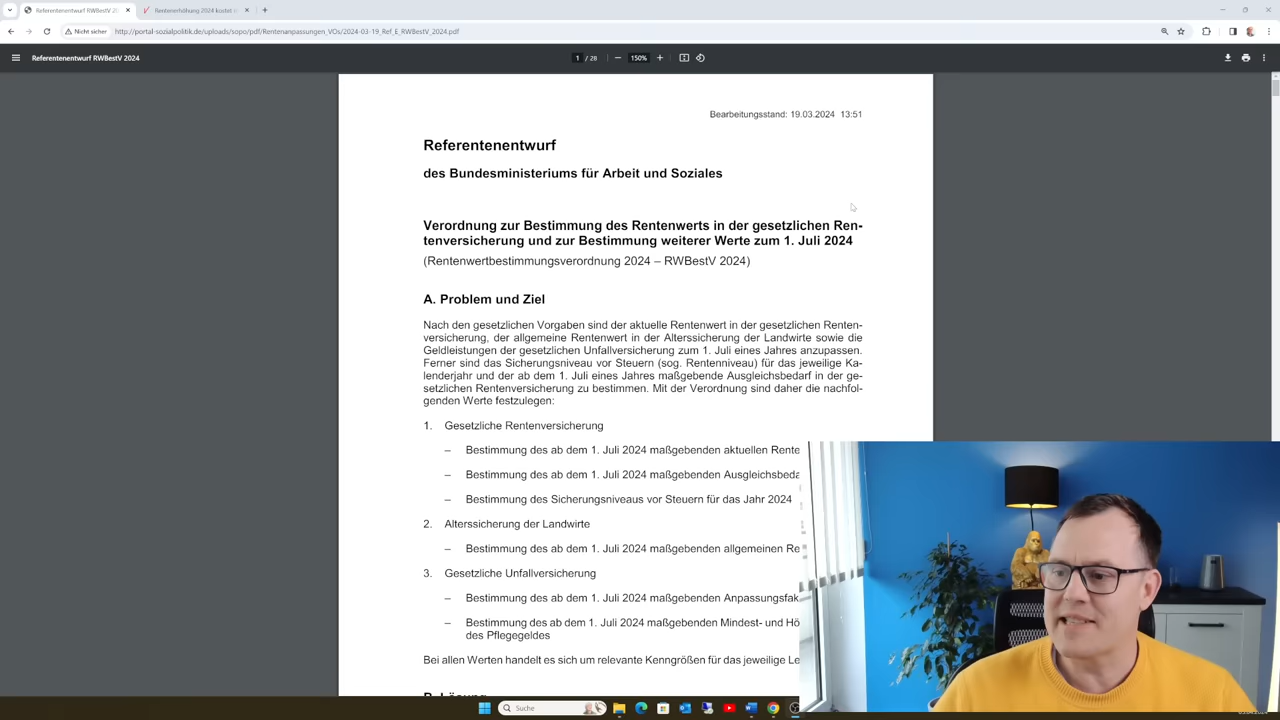 Referentenentwurf RWBestV 20
Rentenerhöhung 2024 kostet
Nicht sicher
http://portal-sozialpolitik.de/uploads/sopo/pdf/Rentenanpassungen_VOs/2024-03-19_Ref_E_RWBestV_2024.pdf
Referentenentwurf RWBestV 2024
1 / 28
150%
Bearbeitungsstand: 19.03.2024 13:51
Referentenentwurf
des Bundesministeriums für Arbeit und Soziales
Verordnung zur Bestimmung des Rentenwerts in der gesetzlichen Ren-
tenversicherung und zur Bestimmung weiterer Werte zum 1. Juli 2024
(Rentenwertbestimmungsverordnung 2024 – RWBestV 2024)
A. Problem und Ziel
Nach den gesetzlichen Vorgaben sind der aktuelle Rentenwert in der gesetzlichen Renten-
versicherung, der allgemeine Rentenwert in der Alterssicherung der Landwirte sowie die
Geldleistungen der gesetzlichen Unfallversicherung zum 1. Juli eines Jahres anzupassen.
Ferner sind das Sicherungsniveau vor Steuern (sog. Rentenniveau) für das jeweilige Ka-
lenderjahr und der ab dem 1. Juli eines Jahres maßgebende Ausgleichsbedarf in der ge-
setzlichen Rentenversicherung zu bestimmen. Mit der Verordnung sind daher die nachfol-
genden Werte festzulegen:
1. Gesetzliche Rentenversicherung
– Bestimmung des ab dem 1. Juli 2024 maßgebenden aktuellen Rente
– Bestimmung des ab dem 1. Juli 2024 maßgebenden Ausgleichsbeda
– Bestimmung des Sicherungsniveaus vor Steuern für das Jahr 2024
2. Alterssicherung der Landwirte
– Bestimmung des ab dem 1. Juli 2024 maßgebenden allgemeinen Re
3. Gesetzliche Unfallversicherung
– Bestimmung des ab dem 1. Juli 2024 maßgebenden Anpassungsfak
– Bestimmung des ab dem 1. Juli 2024 maßgebenden Mindest- und Hö
des Pflegegeldes
Bei allen Werten handelt es sich um relevante Kenngrößen für das jeweilige Le
B. Lösung
Suche